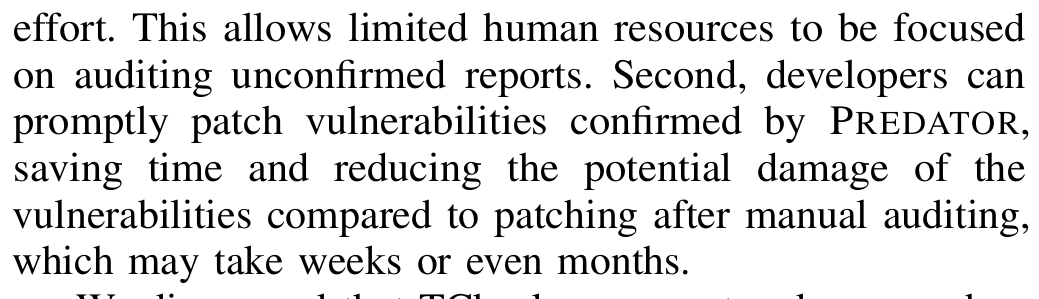 effort. This allows limited human resources to be focused
on auditing unconfirmed reports. Second, developers can
promptly patch vulnerabilities confirmed by PREDATOR,
saving time and reducing the potential damage of the
vulnerabilities compared to patching after manual auditing,
which may take weeks or even months.